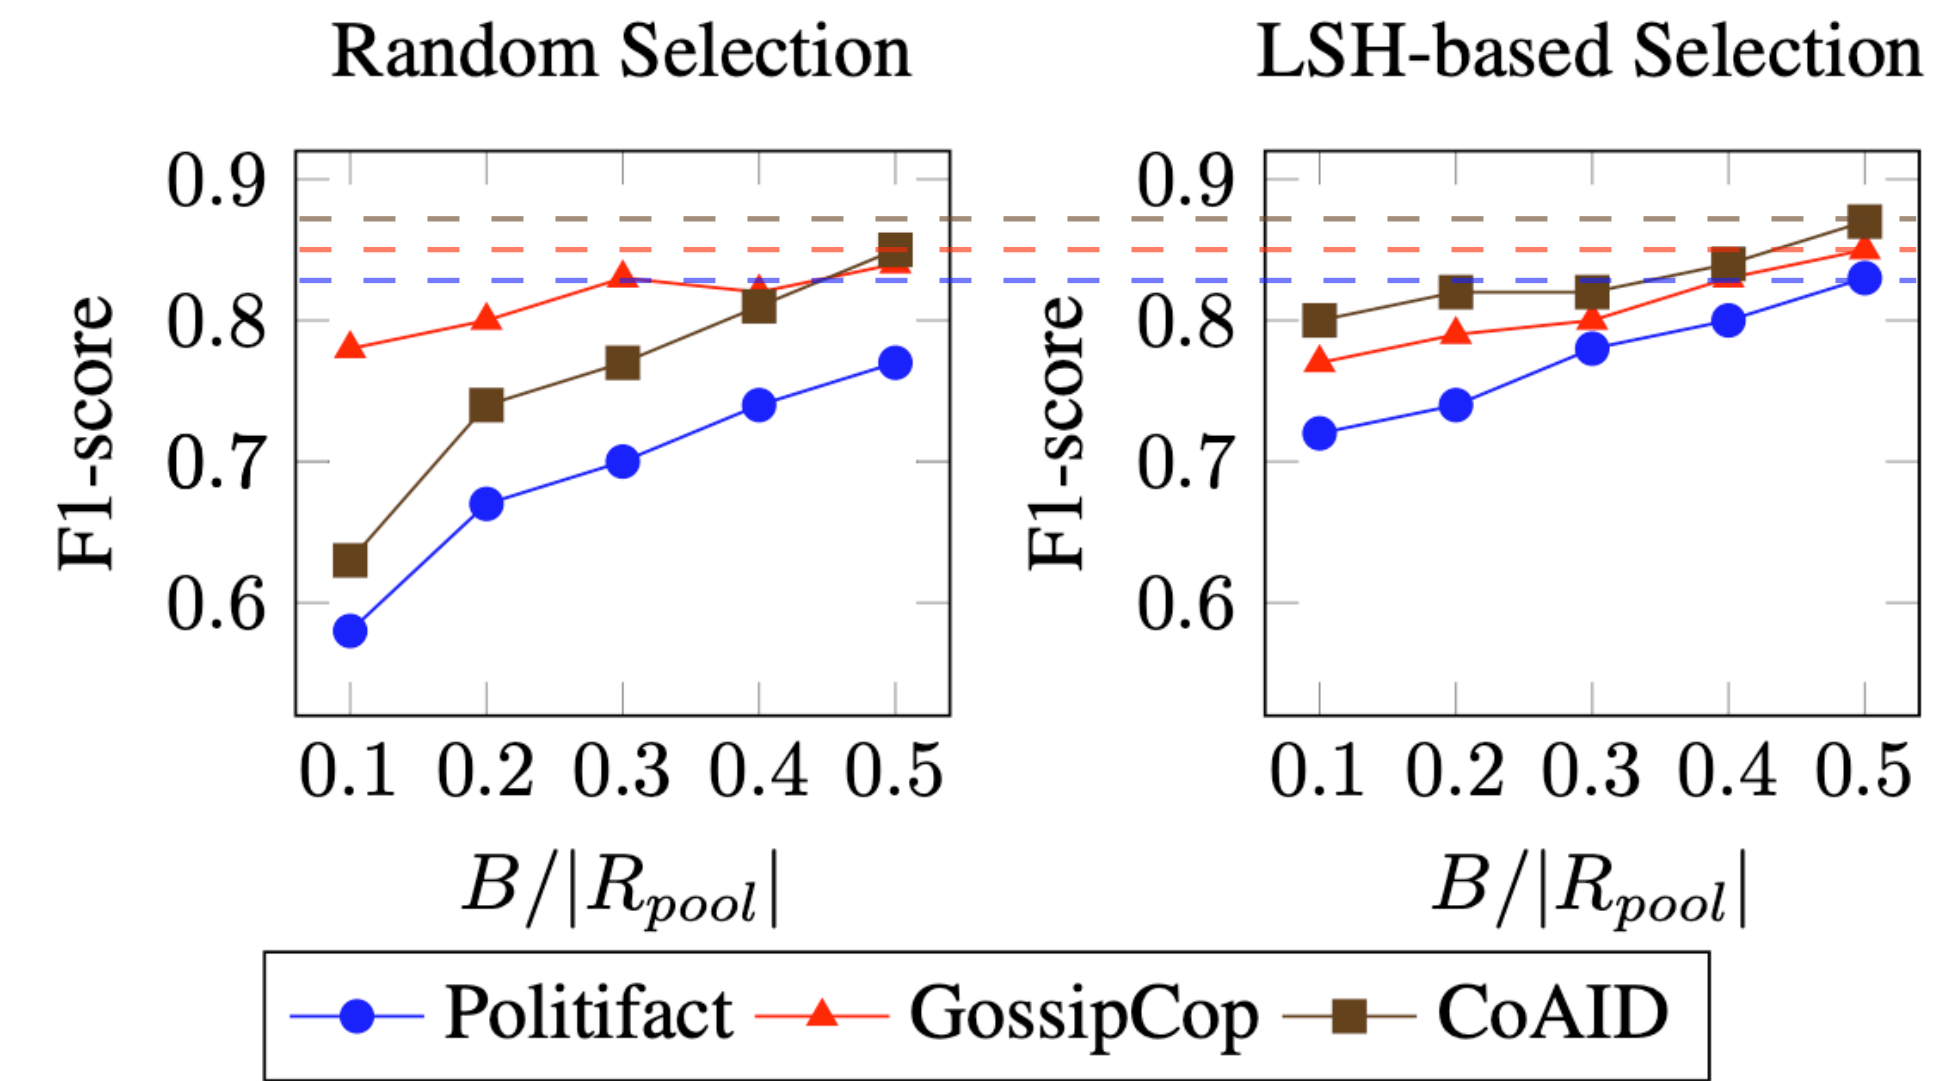 Random Selection
LSH-based Selection
0.9
0.8
0.7
0.6
F1-score
0.1 0.2 0.3 0.4 0.5
B/|R_pool|
0.9
0.8
0.7
0.6
F1-score
0.1 0.2 0.3 0.4 0.5
B/|R_pool|
Politifact GossipCop CoAID